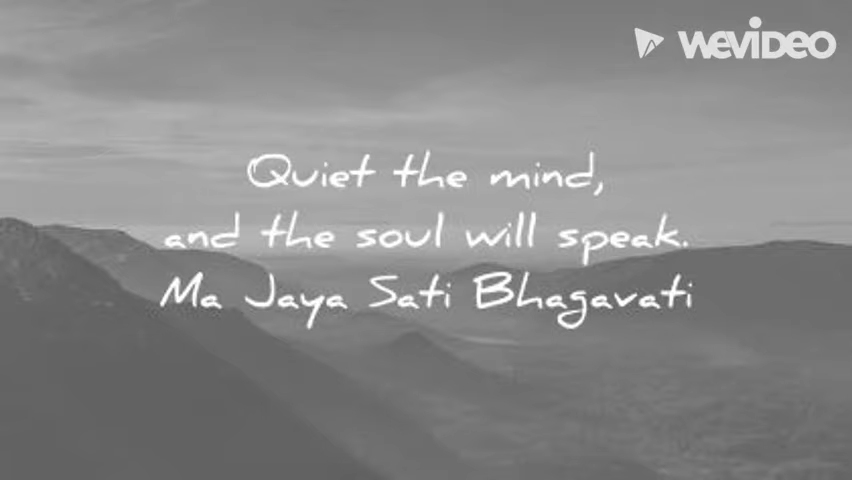 WEVIDEO
Quiet the mind,
and the soul will speak.
Ma Jaya Sati Bhagavati